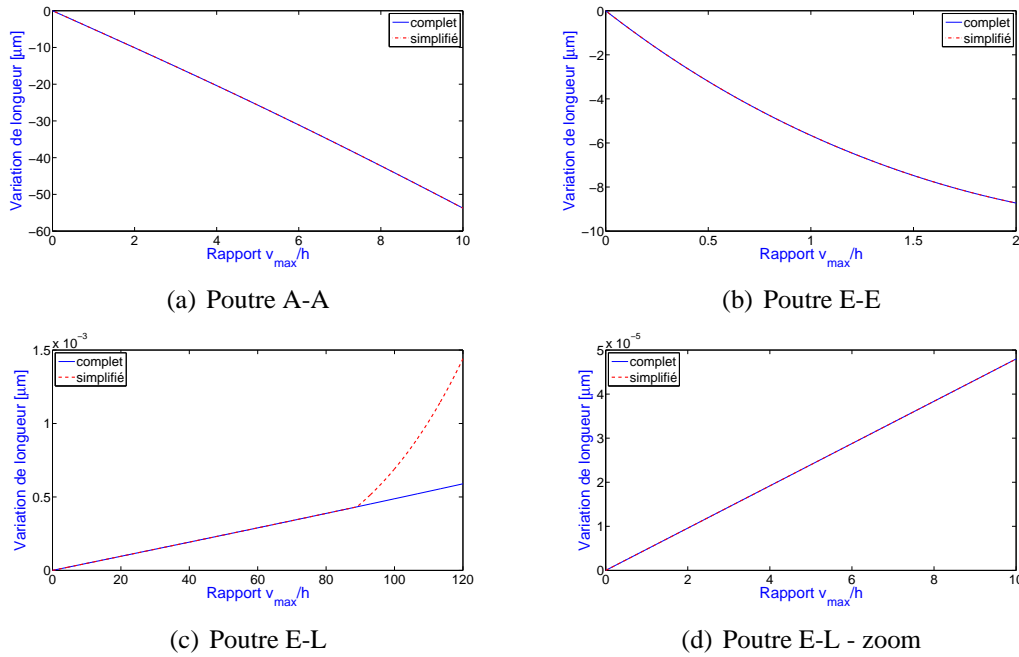 0
−10
−20
−30
−40
−50
−60
0 2 4 6 8 10
Rapport v_max/h
Variation de longueur [µm]
complet
simplifié
(a) Poutre A-A
0
−2
−4
−6
−8
−10
0 0.5 1 1.5 2
Rapport v_max/h
Variation de longueur [µm]
complet
simplifié
(b) Poutre E-E
1.5 x 10⁻³
1
0.5
0
0 20 40 60 80 100 120
Rapport v_max/h
Variation de longueur [µm]
complet
simplifié
(c) Poutre E-L
5 x 10⁻⁵
4
3
2
1
0
0 2 4 6 8 10
Rapport v_max/h
Variation de longueur [µm]
complet
simplifié
(d) Poutre E-L - zoom